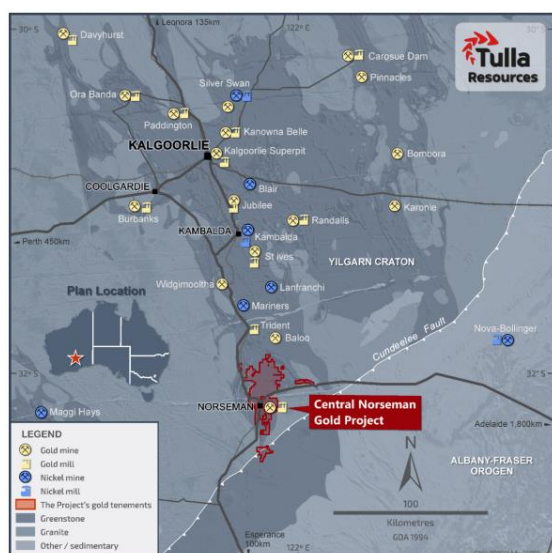 30°S
Leonora 135km
122°E
30°S
Davyhurst
Tulla
Resources
Carosue Dam
Pinnacles
Silver Swan
Ora Banda
Paddington
Kanowna Belle
KALGOORLIE
Kalgoorlie Superpit
Bombora
COOLGARDIE
Blair
Burbanks
Jubilee
Randalls
Karonie
KAMBALDA
Kambalda
Perth 450km
St Ives
YILGARN CRATON
Widgimooltha
Lanfranchi
Plan Location
Mariners
Cundeelee Fault
Nova-Bollinger
Trident
Baloo
32°S
32°S
NORSEMAN
Central Norseman
Gold Project
Maggi Hays
Adelaide 1,800km
LEGEND
Gold mine
Gold mill
Nickel mine
Nickel mill
The Project's gold tenements
Greenstone
Granite
Other / sedimentary
N
ALBANY-FRASER
OROGEN
100
Kilometres
GDA 1994
Esperance
100km
122°E